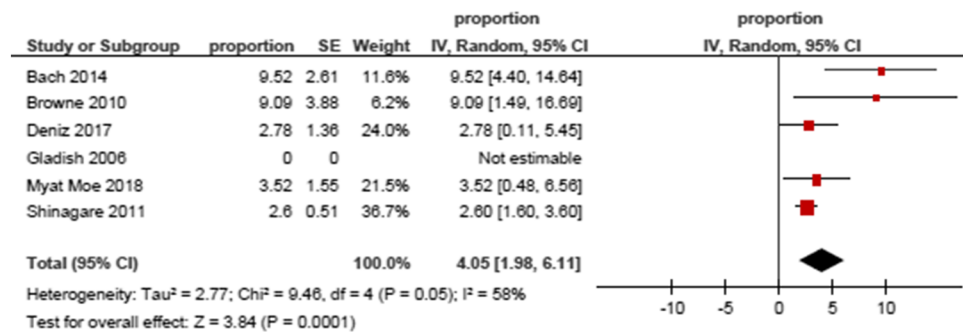 proportion proportion
Study or Subgroup proportion SE Weight IV, Random, 95% CI IV, Random, 95% CI
Bach 2014 9.52 2.61 11.6% 9.52 [4.40, 14.64]
Browne 2010 9.09 3.88 6.2% 9.09 [1.49, 16.69]
Deniz 2017 2.78 1.36 24.0% 2.78 [0.11, 5.45]
Gladish 2006 0 0 Not estimable
Myat Moe 2018 3.52 1.55 21.5% 3.52 [0.48, 6.56]
Shinagare 2011 2.6 0.51 36.7% 2.60 [1.60, 3.60]
Total (95% CI) 100.0% 4.05 [1.98, 6.11]
Heterogeneity: Tau² = 2.77; Chi² = 9.46, df = 4 (P = 0.05); I² = 58%
Test for overall effect: Z = 3.84 (P = 0.0001)
-10 -5 0 5 10